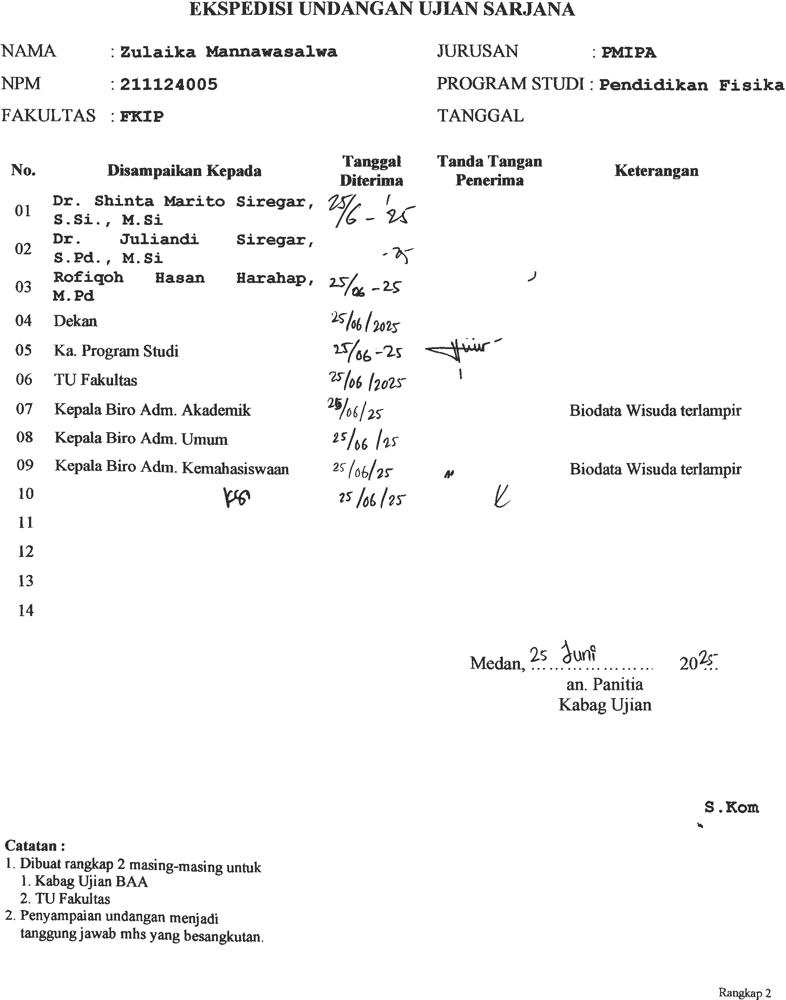 EKSPEDISI UNDANGAN UJIAN SARJANA
NAMA : Zulaika Mannawasalwa JURUSAN : PMIPA
NPM : 211124005 PROGRAM STUDI : Pendidikan Fisika
FAKULTAS : FKIP TANGGAL
No. Disampaikan Kepada Tanggal Diterima Tanda Tangan Penerima Keterangan
01 Dr. Shinta Marito Siregar, 25/6 - 25
S.Si., M.Si
02 Dr. Juliandi Siregar, - 25
S.Pd., M.Si
03 Rofiqoh Hasan Harahap, 25/06 - 25
M.Pd
04 Dekan 25/06/2025
05 Ka. Program Studi 25/06 - 25
06 TU Fakultas 25/06/2025
07 Kepala Biro Adm. Akademik 25/06/25 Biodata Wisuda terlampir
08 Kepala Biro Adm. Umum 25/06/25
09 Kepala Biro Adm. Kemahasiswaan 25/06/25 Biodata Wisuda terlampir
10 25/06/25
11
12
13
14
Medan, 25 Juni 2025
an. Panitia
Kabag Ujian
S.Kom
Catatan :
1. Dibuat rangkap 2 masing-masing untuk
1. Kabag Ujian BAA
2. TU Fakultas
2. Penyampaian undangan menjadi
tanggung jawab mhs yang besangkutan.
Rangkap 2